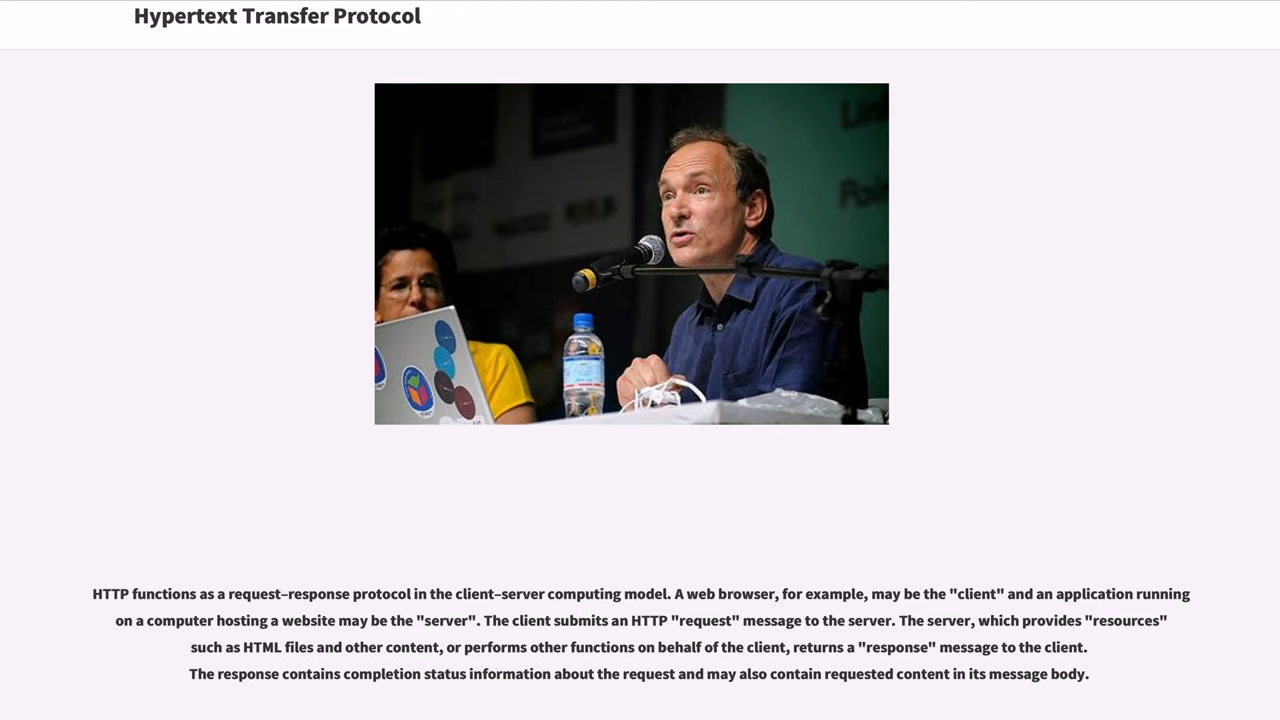 Hypertext Transfer Protocol
HTTP functions as a request–response protocol in the client–server computing model. A web browser, for example, may be the "client" and an application running
on a computer hosting a website may be the "server". The client submits an HTTP "request" message to the server. The server, which provides "resources"
such as HTML files and other content, or performs other functions on behalf of the client, returns a "response" message to the client.
The response contains completion status information about the request and may also contain requested content in its message body.